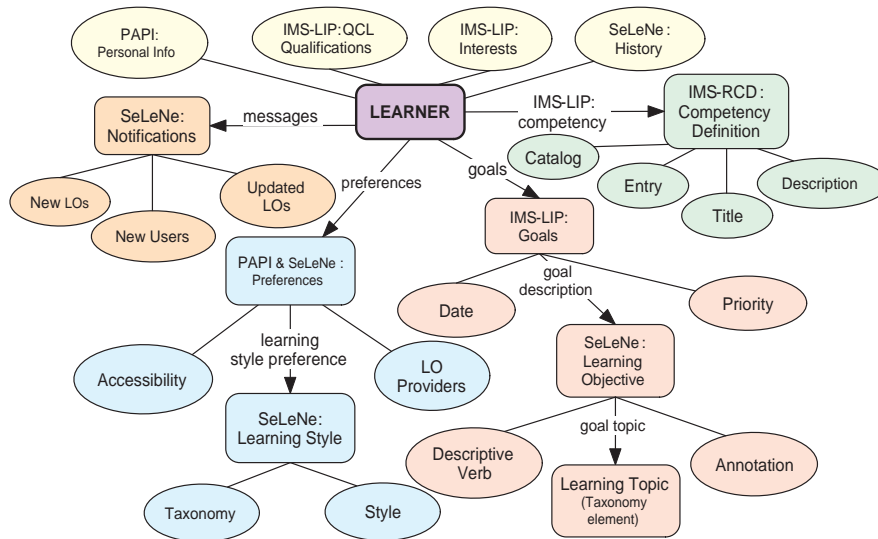 PAPI:
Personal Info
IMS-LIP:QCL
Qualifications
IMS-LIP:
Interests
SeLeNe:
History
LEARNER
messages
IMS-LIP:
competency
IMS-RCD:
Competency
Definition
SeLeNe:
Notifications
Catalog
Entry
Title
Description
preferences
goals
New LOs
New Users
Updated
LOs
IMS-LIP:
Goals
PAPI & SeLeNe:
Preferences
goal
description
Date
Priority
learning
style preference
Accessibility
LO
Providers
SeLeNe:
Learning
Objective
SeLeNe:
Learning Style
goal topic
Descriptive
Verb
Annotation
Taxonomy
Style
Learning Topic
(Taxonomy
element)